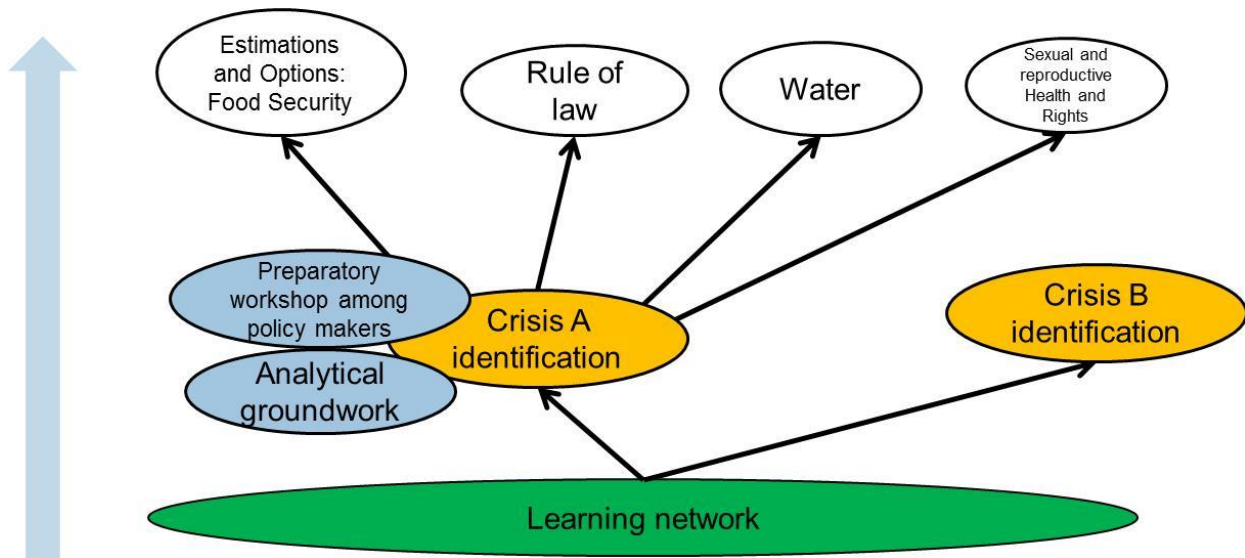 Estimations
and Options:
Food Security
Rule of
law
Water
Sexual and
reproductive
Health and
Rights
Preparatory
workshop among
policy makers
Analytical
groundwork
Crisis A
identification
Crisis B
identification
Learning network